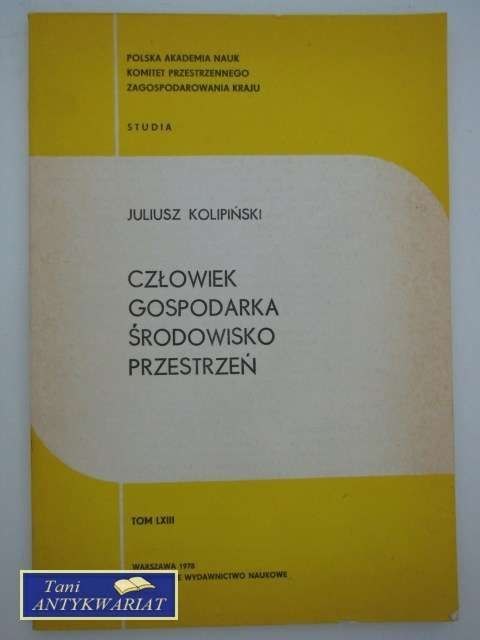 POLSKA AKADEMIA NAUK
KOMITET PRZESTRZENNEGO
ZAGOSPODAROWANIA KRAJU
STUDIA
JULIUSZ KOLIPIŃSKI
CZŁOWIEK
GOSPODARKA
ŚRODOWISKO
PRZESTRZEŃ
TOM LXIII
WARSZAWA 1978
WYDAWNICTWO NAUKOWE
Tani
ANTYKWARIAT